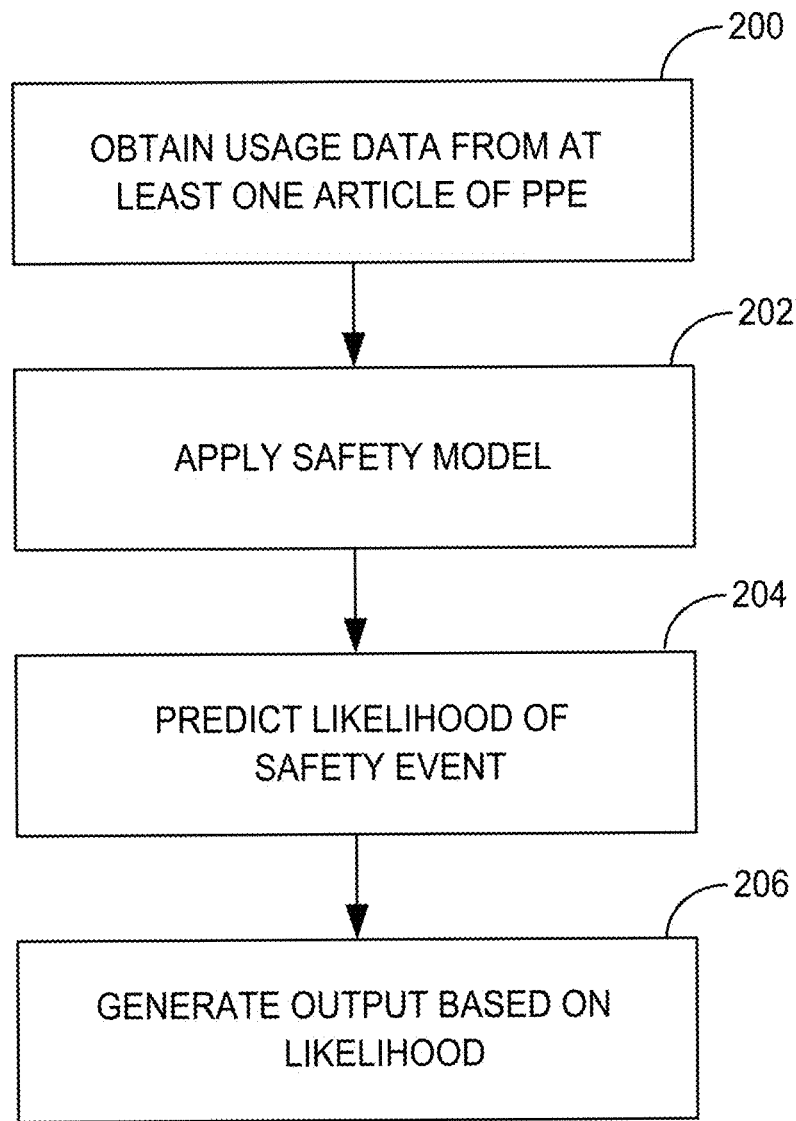 200
OBTAIN USAGE DATA FROM AT
LEAST ONE ARTICLE OF PPE
202
APPLY SAFETY MODEL
204
PREDICT LIKELIHOOD OF
SAFETY EVENT
206
GENERATE OUTPUT BASED ON
LIKELIHOOD